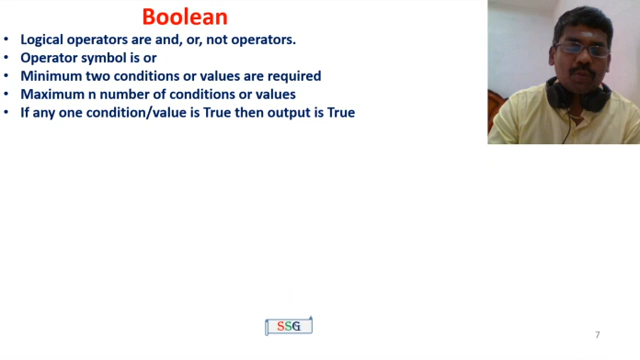 Boolean
• Logical operators are and, or, not operators.
• Operator symbol is or
• Minimum two conditions or values are required
• Maximum n number of conditions or values
• If any one condition/value is True then output is True
SSG
7